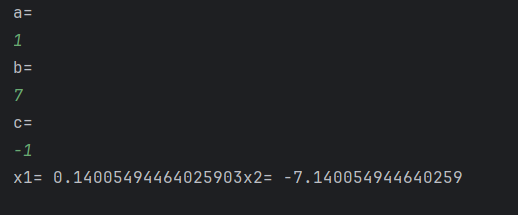 a=
1
b=
7
c=
-1
x1= 0.14005494464025903x2= -7.140054944640259